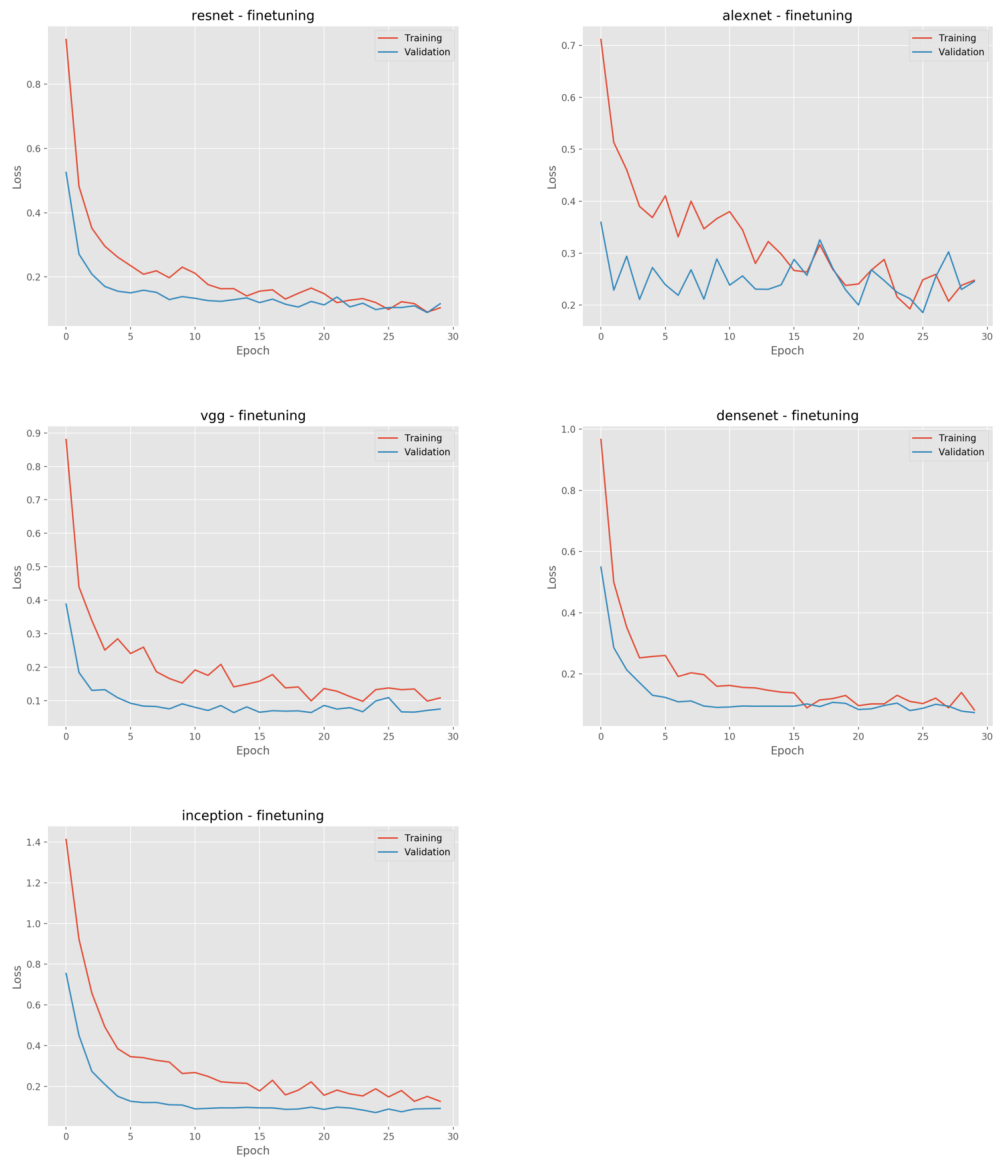 resnet - finetuning
Training
Validation
0.8
0.6
0.4
0.2
Loss
0 5 10 15 20 25 30
Epoch
alexnet - finetuning
Training
Validation
0.7
0.6
0.5
0.4
0.3
0.2
Loss
0 5 10 15 20 25 30
Epoch
vgg - finetuning
Training
Validation
0.9
0.8
0.7
0.6
0.5
0.4
0.3
0.2
0.1
Loss
0 5 10 15 20 25 30
Epoch
densenet - finetuning
Training
Validation
1.0
0.8
0.6
0.4
0.2
Loss
0 5 10 15 20 25 30
Epoch
inception - finetuning
Training
Validation
1.4
1.2
1.0
0.8
0.6
0.4
0.2
Loss
0 5 10 15 20 25 30
Epoch